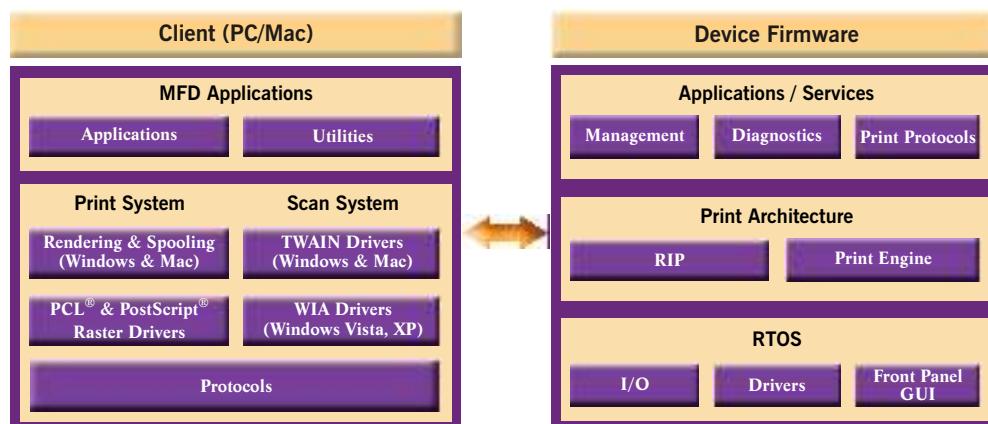 Client (PC/Mac)
MFD Applications
Applications
Utilities
Print System
Scan System
Rendering & Spooling
(Windows & Mac)
TWAIN Drivers
(Windows & Mac)
PCL® & PostScript®
Raster Drivers
WIA Drivers
(Windows Vista, XP)
Protocols
Device Firmware
Applications / Services
Management
Diagnostics
Print Protocols
Print Architecture
RIP
Print Engine
RTOS
I/O
Drivers
Front Panel
GUI